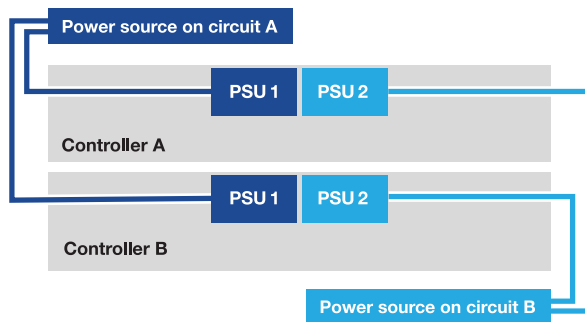 Power source on circuit A
PSU 1 PSU 2
Controller A
PSU 1 PSU 2
Controller B
Power source on circuit B